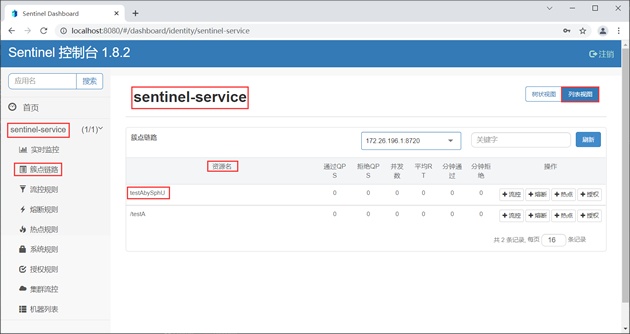 Sentinel Dashboard
localhost:8080/#/dashboard/identity/sentinel-service
Sentinel 控制台 1.8.2
注销
应用名 搜索
首页
sentinel-service (1/1)
实时监控
簇点链路
流控规则
熔断规则
热点规则
系统规则
授权规则
集群流控
机器列表
sentinel-service
树状视图 列表视图
簇点链路 172.26.196.1:8720 关键字 刷新
资源名 通过QPS 拒绝QPS 并发数 平均RT 分钟通过 分钟拒绝 操作
testAbySphU 0 0 0 0 0 0 流控 熔断 热点 授权
/testA 0 0 0 0 0 0 流控 熔断 热点 授权
共 2 条记录, 每页 16 条记录